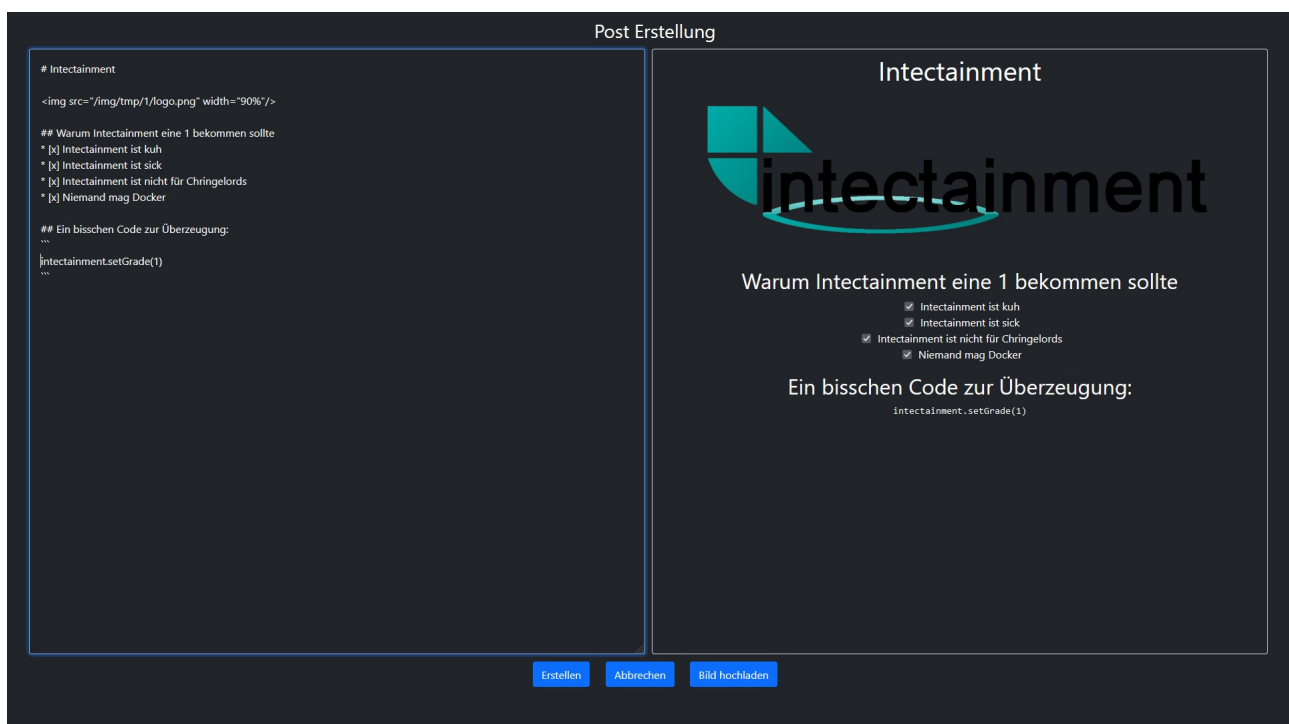 Post Erstellung
# Intectainment
<img src="/img/tmp/1/logo.png" width="90%"/>
## Warum Intectainment eine 1 bekommen sollte
* [x] Intectainment ist kuh
* [x] Intectainment ist sick
* [x] Intectainment ist nicht für Chringelords
* [x] Niemand mag Docker
## Ein bisschen Code zur Überzeugung:
```
intectainment.setGrade(1)
```
Intectainment
intectainment
Warum Intectainment eine 1 bekommen sollte
Intectainment ist kuh
Intectainment ist sick
Intectainment ist nicht für Chringelords
Niemand mag Docker
Ein bisschen Code zur Überzeugung:
intectainment.setGrade(1)
Erstellen Abbrechen Bild hochladen